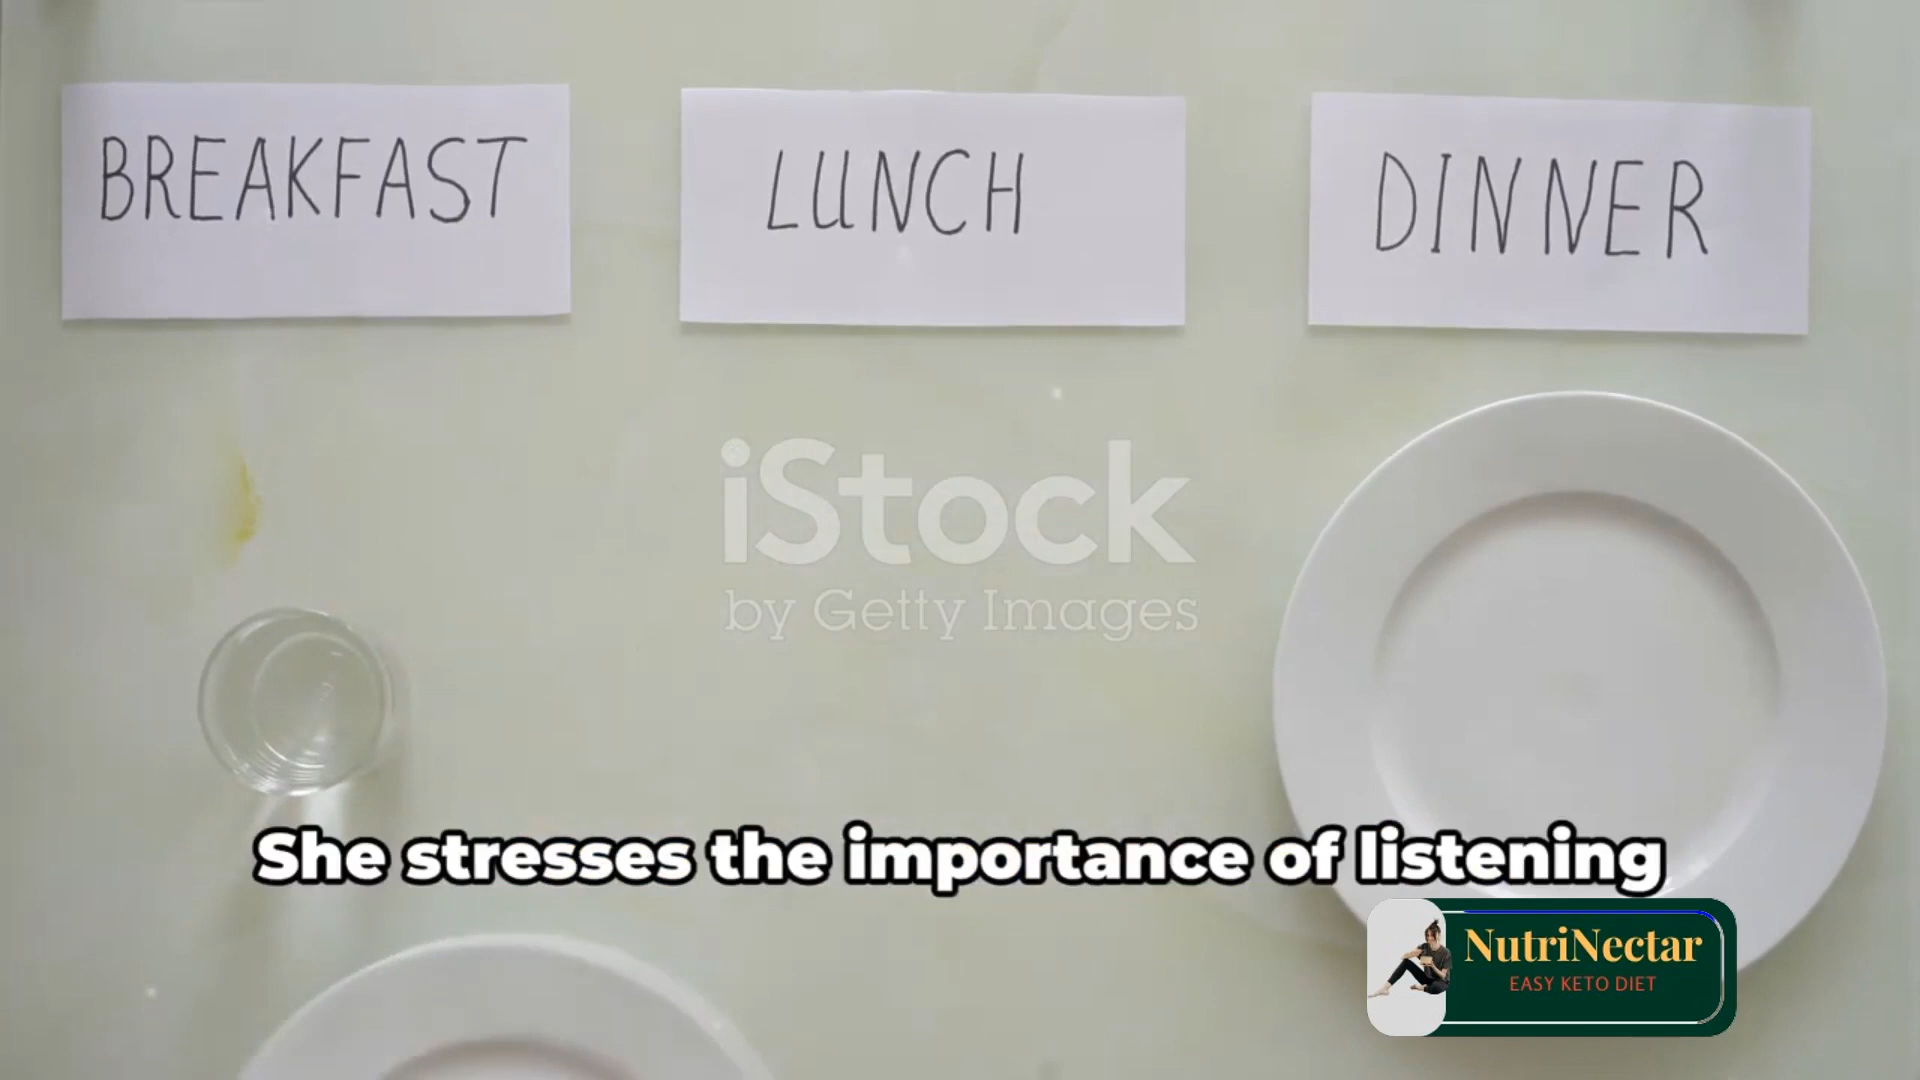 BREAKFAST
LUNCH
DINNER
iStock
by Getty Images
She stresses the importance of listening
NutriNectar
EASY KETO DIET